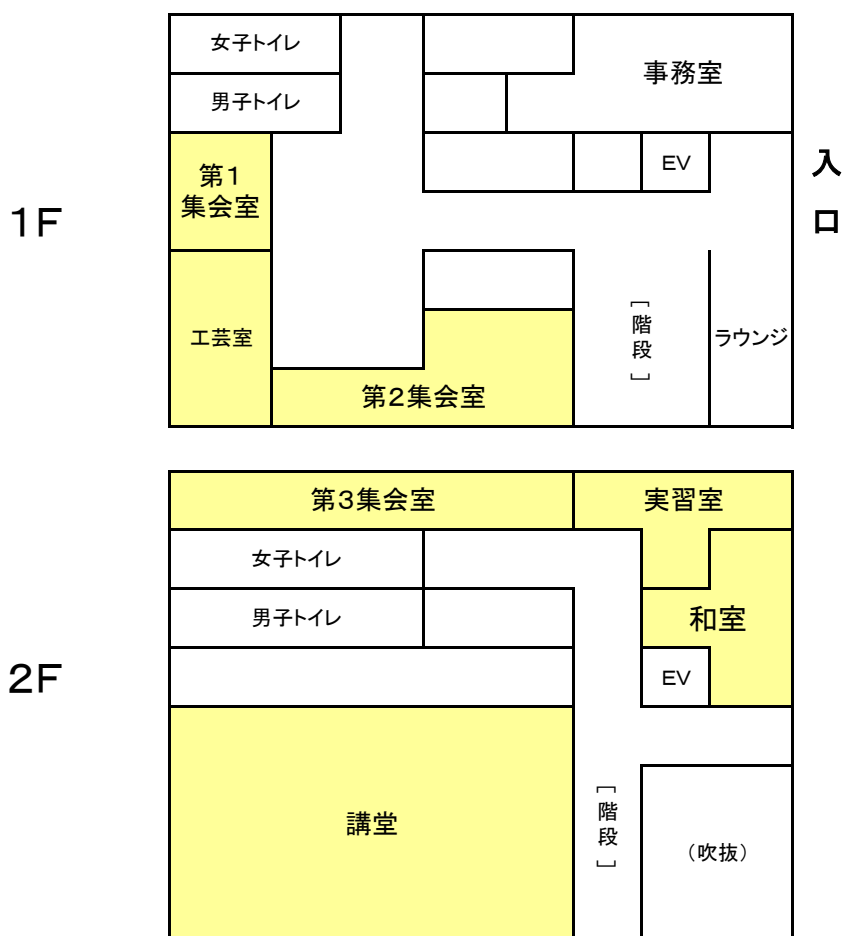 女子トイレ
事務室
男子トイレ
第１
集会室
EV
入
口
１F
工芸室
［階段］
ラウンジ
第２集会室
第３集会室
実習室
女子トイレ
男子トイレ
和室
２F
EV
講堂
［階段］
（吹抜）